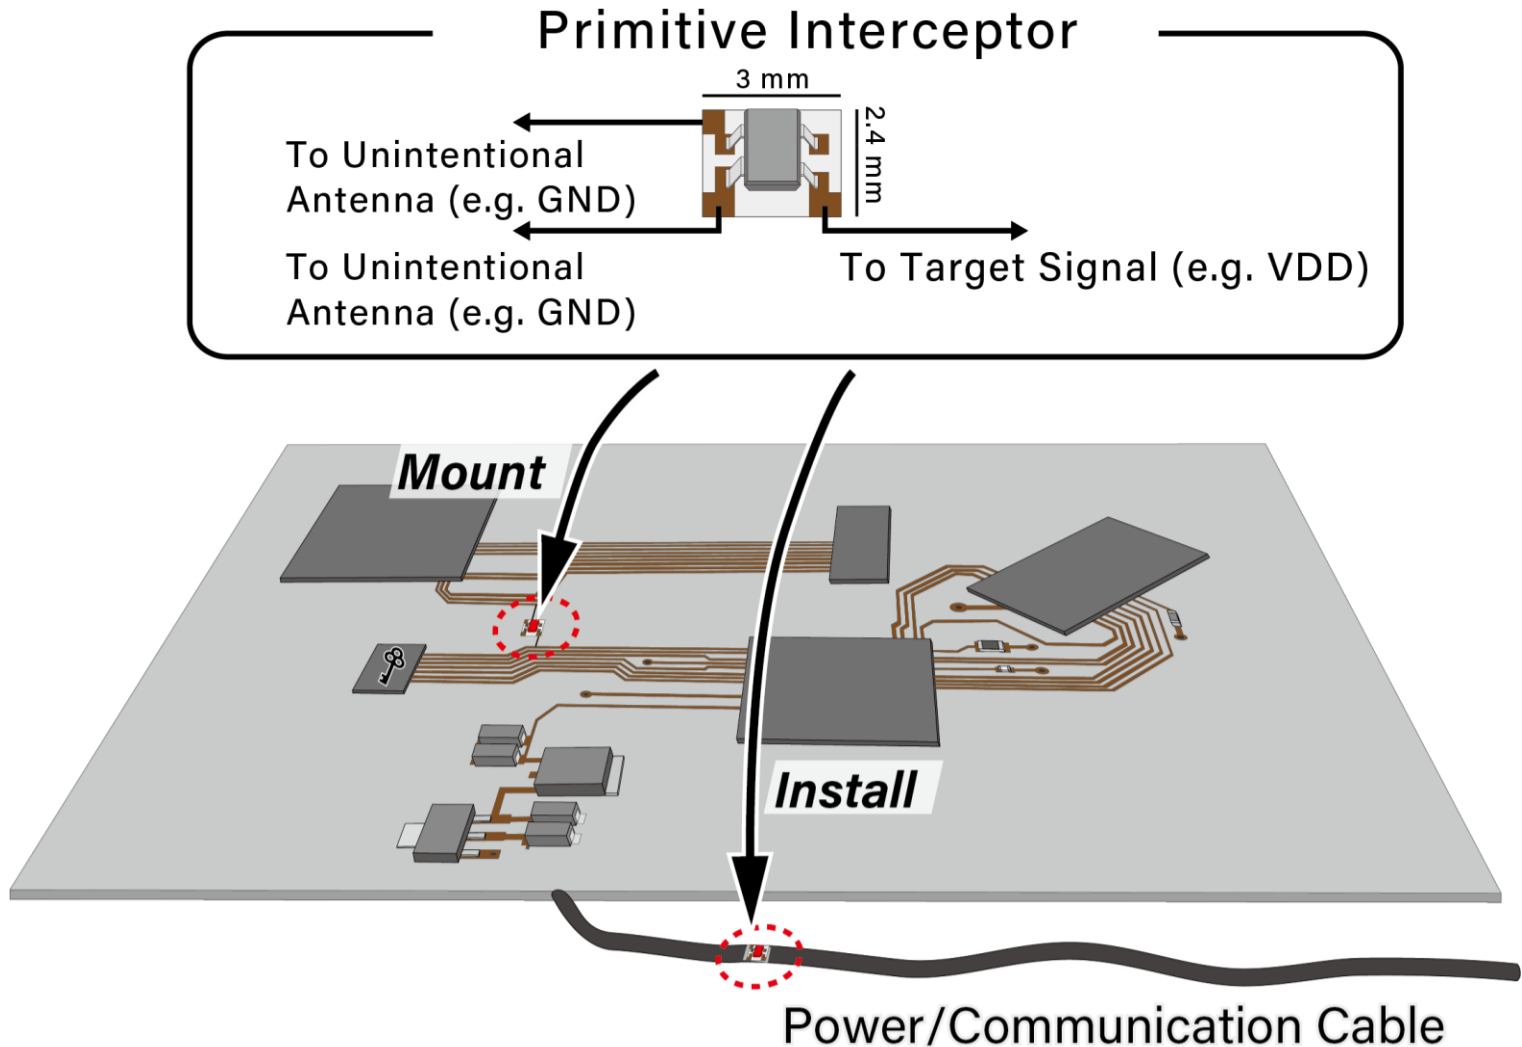 Primitive Interceptor
3 mm
2.4 mm
To Unintentional
Antenna (e.g. GND)
To Unintentional
Antenna (e.g. GND)
To Target Signal (e.g. VDD)
Mount
Install
Power/Communication Cable